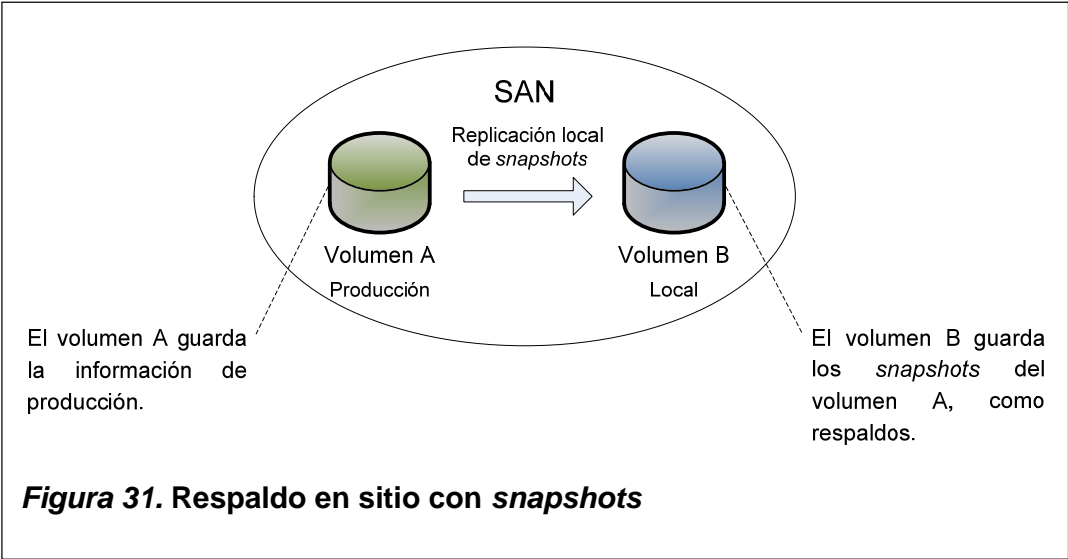 SAN
Replicación local
de snapshots
Volumen A
Producción
Volumen B
Local
El volumen A guarda
la información de
producción.
El volumen B guarda
los snapshots del
volumen A, como
respaldos.
Figura 31. Respaldo en sitio con snapshots